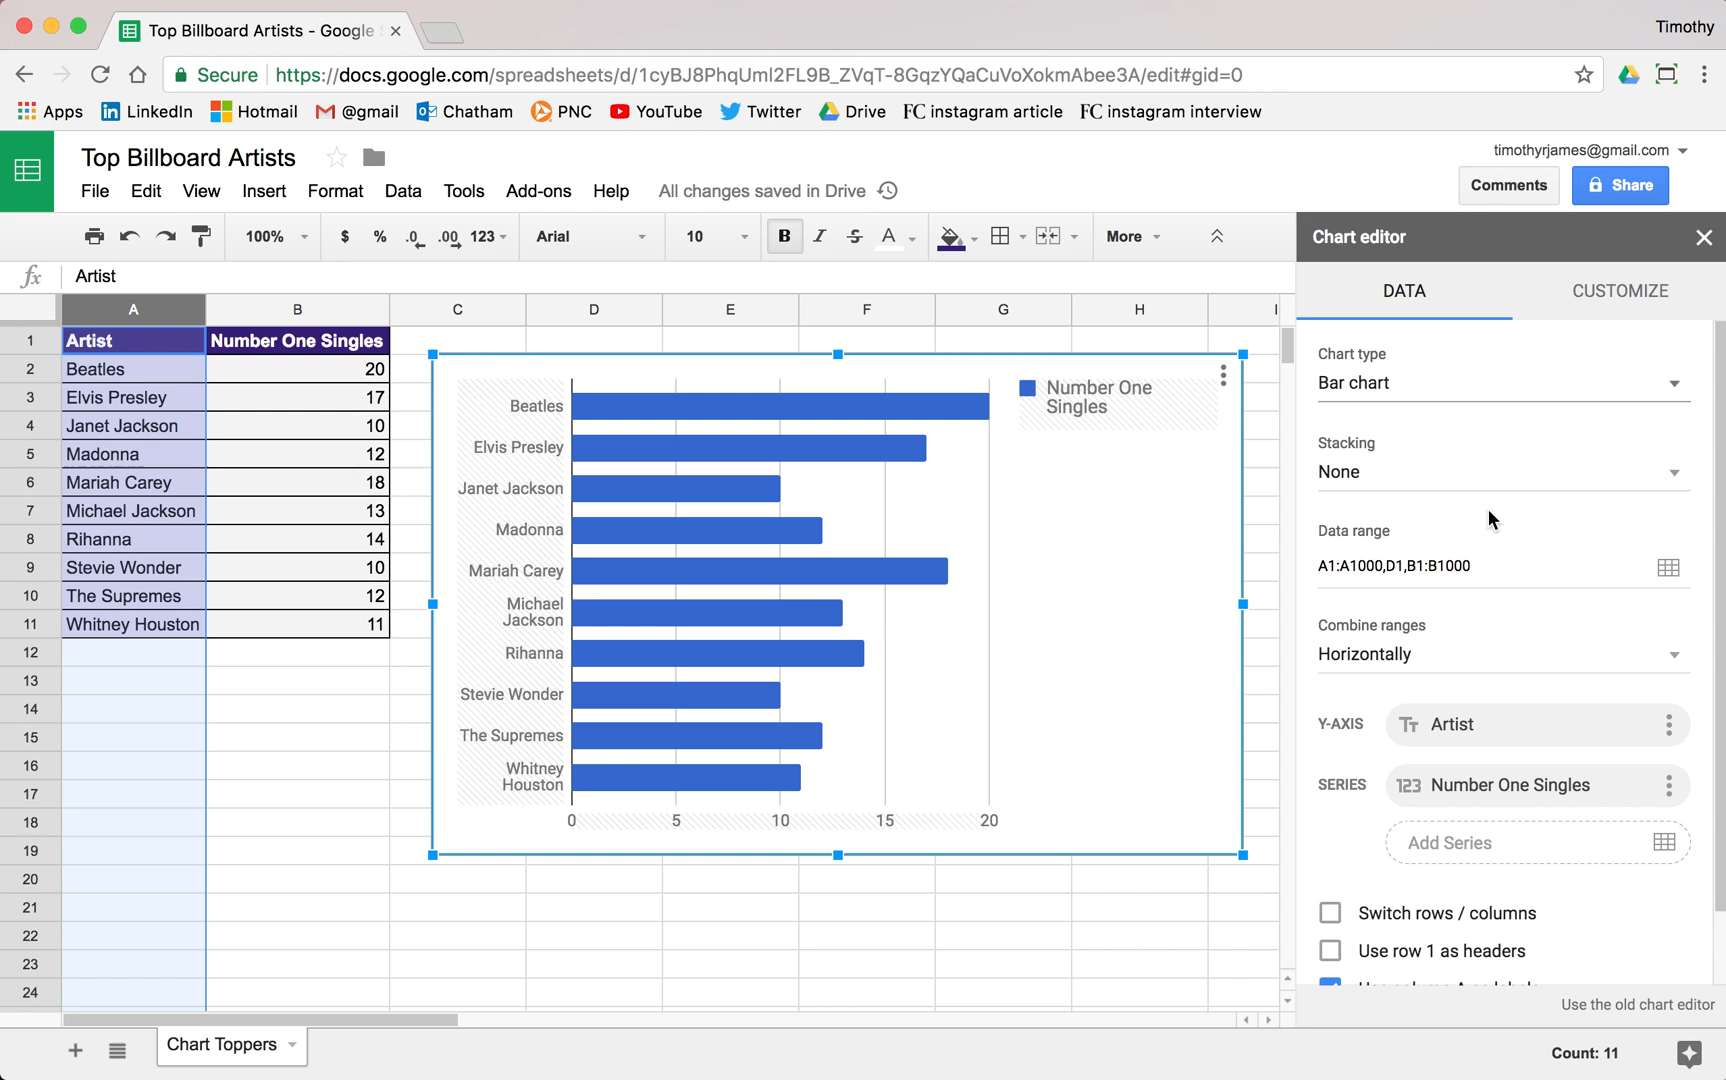 Top Billboard Artists - Google
Timothy
Secure
https://docs.google.com/spreadsheets/d/1cyBJ8PhqUml2FL9B_ZVqT-8GqzYQaCuVoXokmAbee3A/edit#gid=0
Apps LinkedIn Hotmail @gmail Chatham PNC YouTube Twitter Drive FC instagram article FC instagram interview
Top Billboard Artists
timothyrjames@gmail.com
File Edit View Insert Format Data Tools Add-ons Help All changes saved in Drive
Comments
Share
100% $ % .0 .00 123 Arial 10 B I S A More
Chart editor
fx Artist
DATA CUSTOMIZE
A B C D E F G H I
1 Artist Number One Singles
2 Beatles 20
3 Elvis Presley 17
4 Janet Jackson 10
5 Madonna 12
6 Mariah Carey 18
7 Michael Jackson 13
8 Rihanna 14
9 Stevie Wonder 10
10 The Supremes 12
11 Whitney Houston 11
12
13
14
15
16
17
18
19
20
21
22
23
24
Number One
Singles
Beatles
Elvis Presley
Janet Jackson
Madonna
Mariah Carey
Michael
Jackson
Rihanna
Stevie Wonder
The Supremes
Whitney
Houston
0 5 10 15 20
Chart type
Bar chart
Stacking
None
Data range
A1:A1000,D1,B1:B1000
Combine ranges
Horizontally
Y-AXIS Tт Artist
SERIES 123 Number One Singles
Add Series
Switch rows / columns
Use row 1 as headers
Use the old chart editor
Chart Toppers
Count: 11